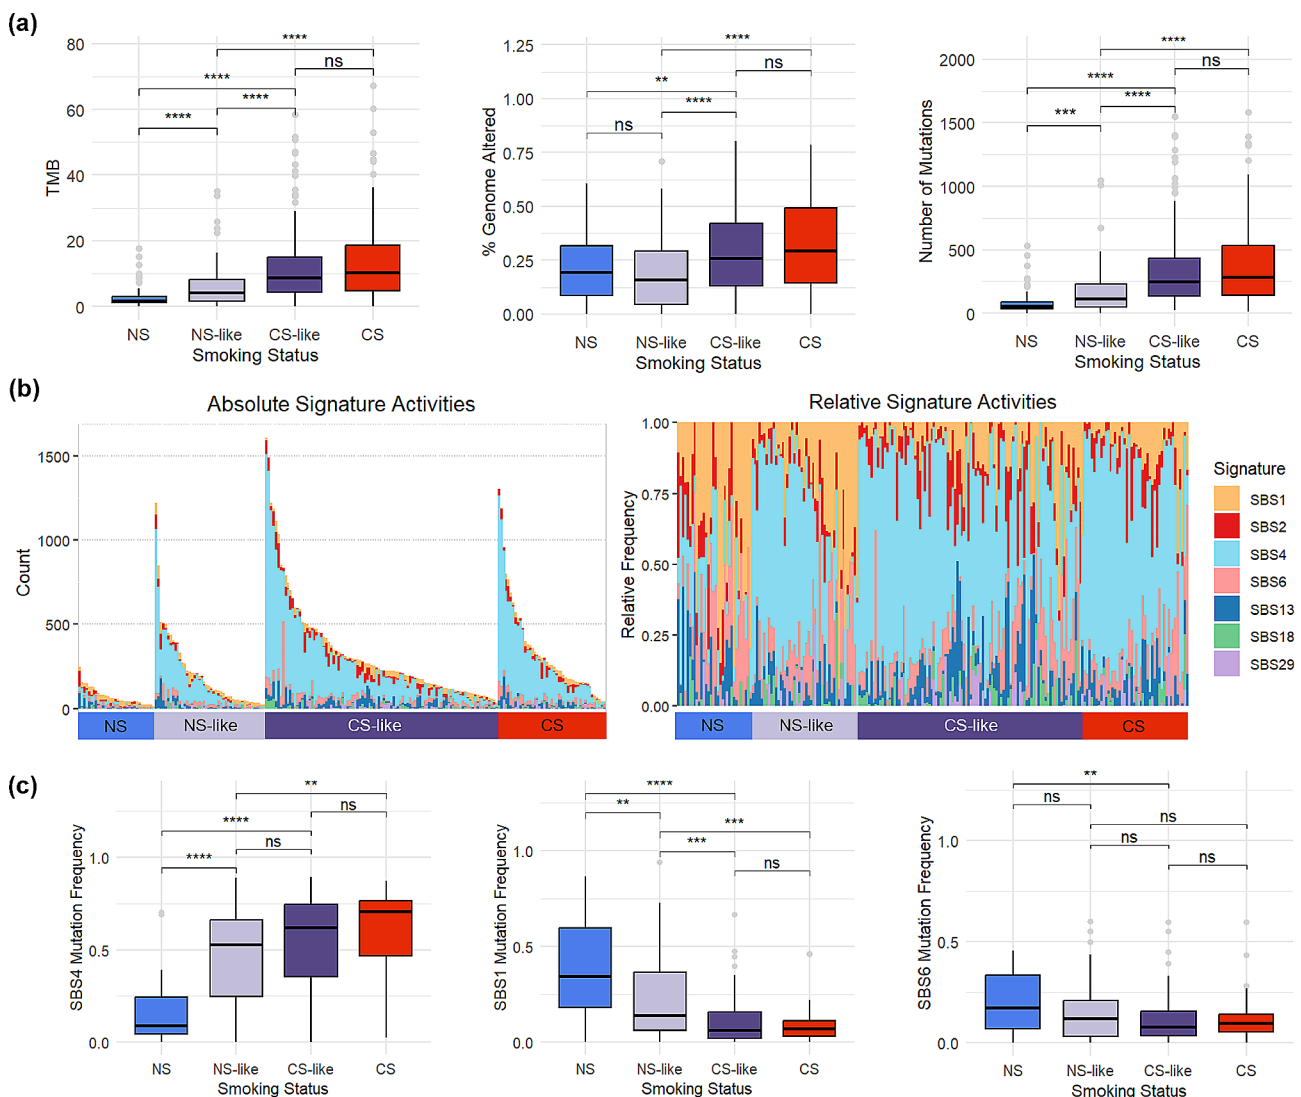 (a)
80
60
40
20
0
TMB
****
ns
****
****
****
NS
NS-like
CS-like
CS
Smoking Status
1.25
1.00
0.75
0.50
0.25
0.00
% Genome Altered
****
ns
**
****
ns
NS
NS-like
CS-like
CS
Smoking Status
2000
1500
1000
500
0
Number of Mutations
****
ns
****
****
***
NS
NS-like
CS-like
CS
Smoking Status
(b)
Absolute Signature Activities
1500
1000
500
0
Count
NS
NS-like
CS-like
CS
Relative Signature Activities
1.00
0.75
0.50
0.25
0.00
Relative Frequency
NS
NS-like
CS-like
CS
Signature
SBS1
SBS2
SBS4
SBS6
SBS13
SBS18
SBS29
(c)
1.0
0.5
0.0
SBS4 Mutation Frequency
**
ns
****
ns
****
NS
NS-like
CS-like
CS
Smoking Status
1.0
0.5
0.0
SBS1 Mutation Frequency
****
**
***
***
ns
NS
NS-like
CS-like
CS
Smoking Status
1.0
0.5
0.0
SBS6 Mutation Frequency
**
ns
ns
ns
ns
NS
NS-like
CS-like
CS
Smoking Status